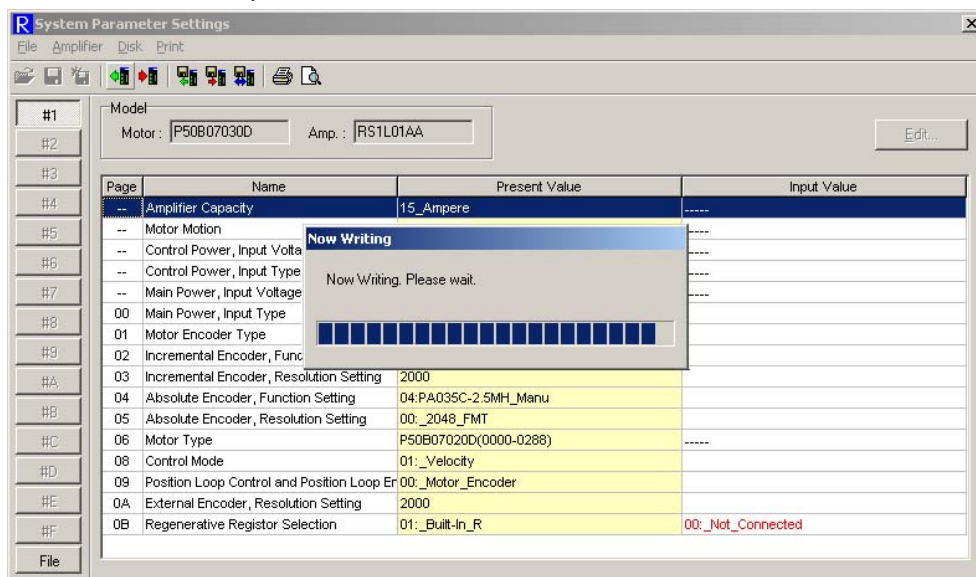 System Parameter Settings
File Amplifier Disk Print
#1
#2
#3
#4
#5
#6
#7
#8
#9
#A
#B
#C
#D
#E
#F
File
Model
Motor : P50B07030D Amp. : RS1L01AA
Edit...
Page Name Present Value Input Value
-- Amplifier Capacity 15_Ampere -----
-- Motor Motion -----
-- Control Power, Input Volta -----
-- Control Power, Input Type -----
-- Main Power, Input Voltage -----
00 Main Power, Input Type
01 Motor Encoder Type
02 Incremental Encoder, Func
03 Incremental Encoder, Resolution Setting 2000
04 Absolute Encoder, Function Setting 04:PA035C-2.5MH_Manu
05 Absolute Encoder, Resolution Setting 00:_2048_FMT
06 Motor Type P50B07020D(0000-0288) -----
08 Control Mode 01:_Velocity
09 Position Loop Control and Position Loop Er 00:_Motor_Encoder
0A External Encoder, Resolution Setting 2000
0B Regenerative Registor Selection 01:_Built-In_R 00:_Not_Connected
Now Writing
Now Writing. Please wait.